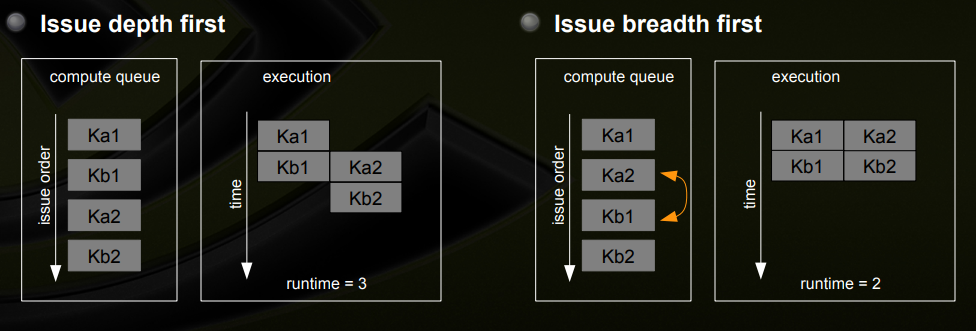 Issue depth first
compute queue
issue order
Ka1
Kb1
Ka2
Kb2
execution
time
Ka1
Kb1 Ka2
Kb2
runtime = 3
Issue breadth first
compute queue
issue order
Ka1
Ka2
Kb1
Kb2
execution
time
Ka1 Ka2
Kb1 Kb2
runtime = 2